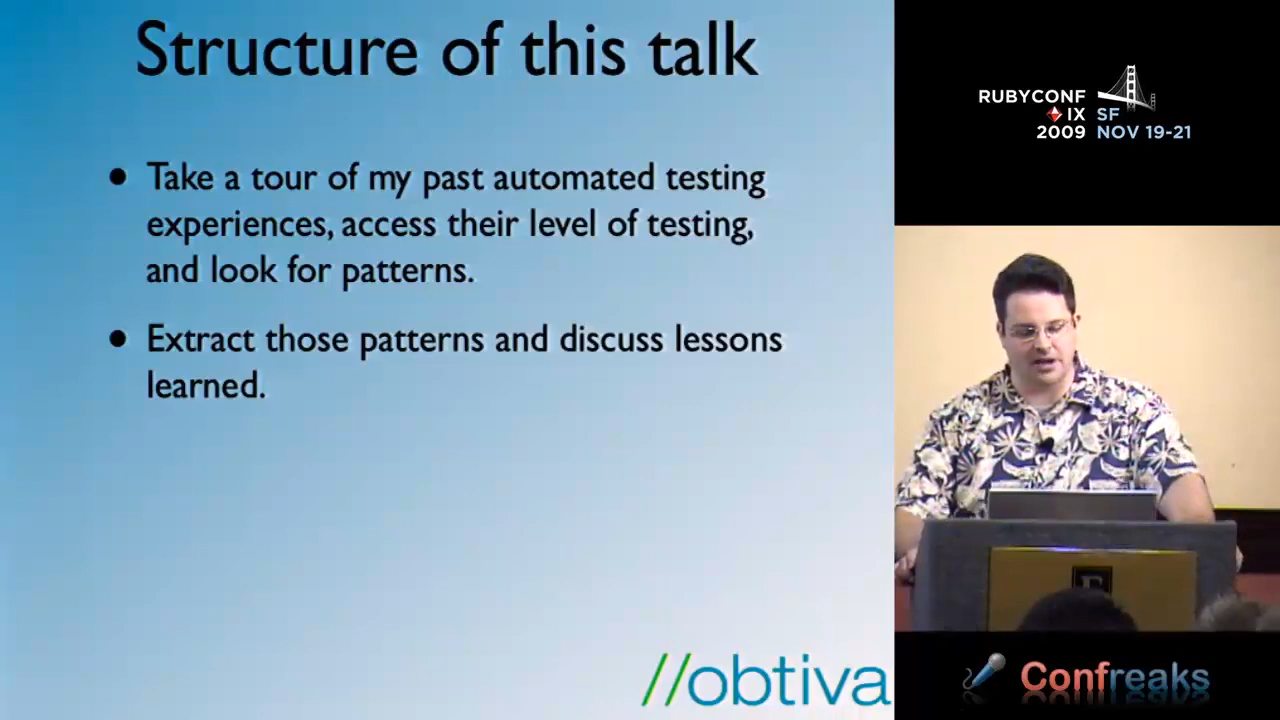 Structure of this talk
• Take a tour of my past automated testing
experiences, access their level of testing,
and look for patterns.
• Extract those patterns and discuss lessons
learned.
//obtiva
RUBYCONF
IX SF
2009 NOV 19-21
Confreaks